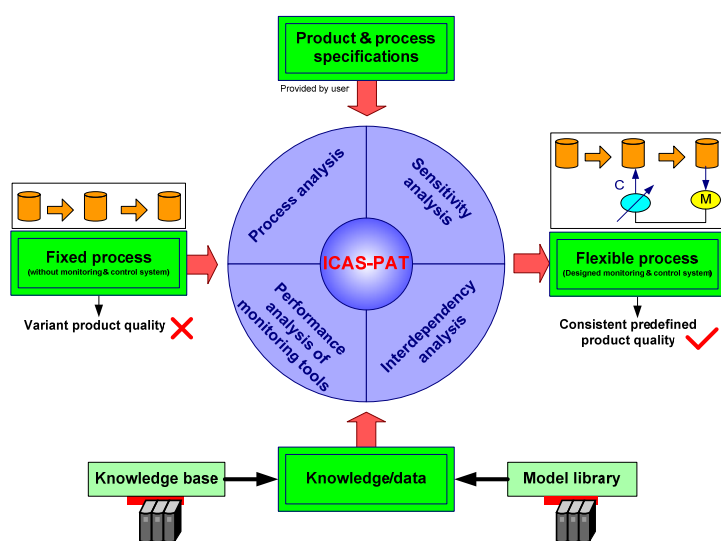 Product & process
specifications
Provided by user
Process analysis
Sensitivity
analysis
C
M
Fixed process
(without monitoring & control system)
ICAS-PAT
Flexible process
(Designed monitoring & control system)
Variant product quality
Performance
analysis of
monitoring tools
Interdependency
analysis
Consistent predefined
product quality
Knowledge base
Knowledge/data
Model library